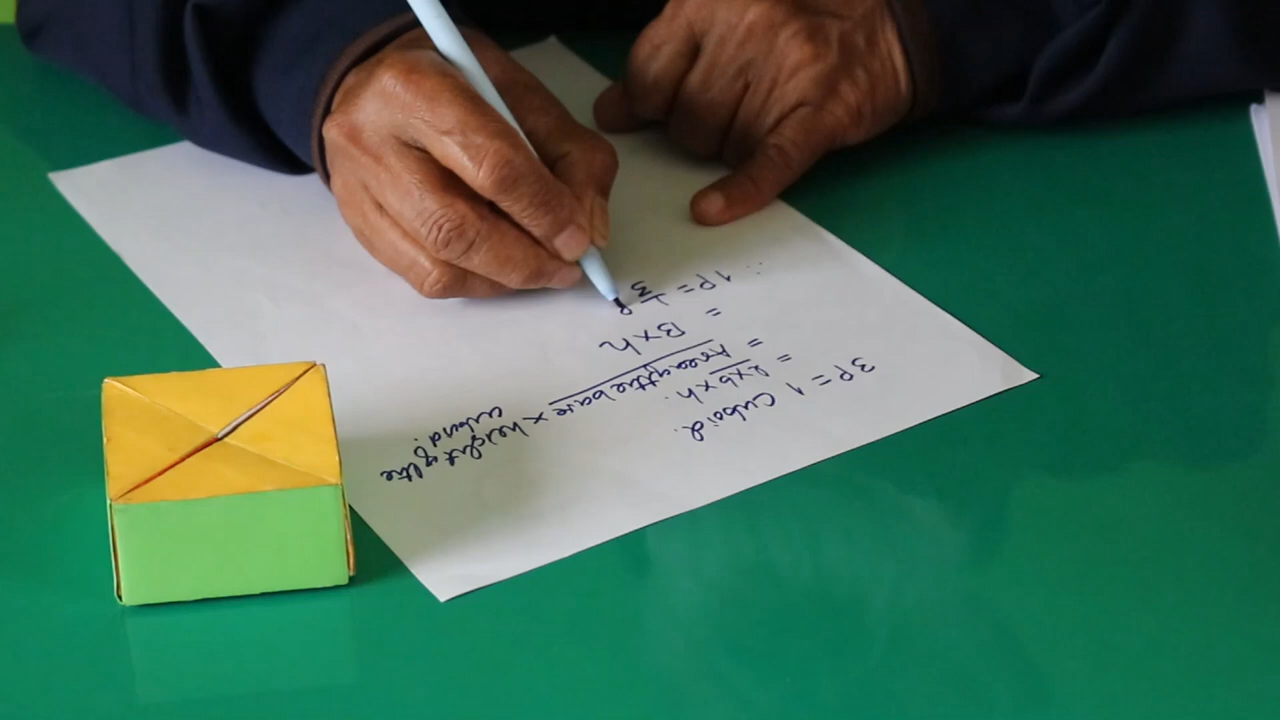 3P = 1 cuboid.
= l x b x h.
= Area of the base x height of the
cuboid.
= B x h
∴ 1P = 1/3 B